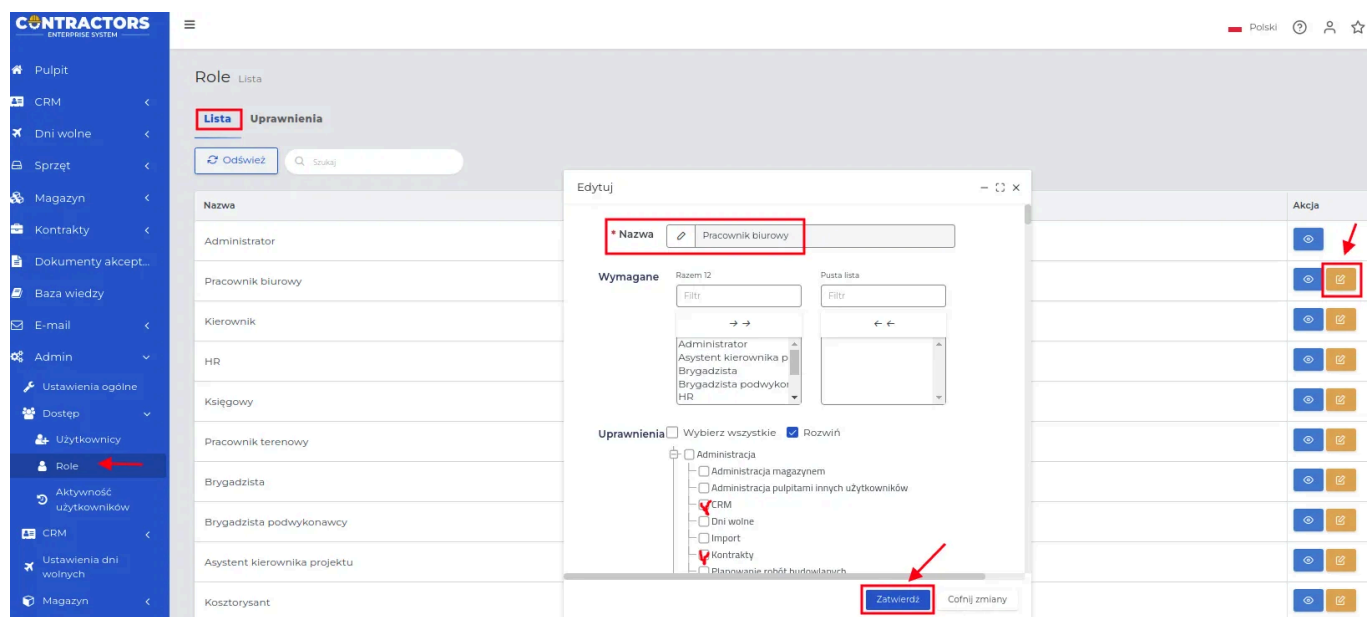 CONTRACTORS
ENTERPRISE SYSTEM
Polski
Pulpit
CRM
Dni wolne
Sprzęt
Magazyn
Kontrakty
Dokumenty akcept...
Baza wiedzy
E-mail
Admin
Ustawienia ogólne
Dostęp
Użytkownicy
Role
Aktywność
użytkowników
CRM
Ustawienia dni
wolnych
Magazyn
Role Lista
Lista Uprawnienia
Odśwież Szukaj
Nazwa Akcja
Administrator
Pracownik biurowy
Kierownik
HR
Księgowy
Pracownik terenowy
Brygadzista
Brygadzista podwykonawcy
Asystent kierownika projektu
Kosztorysant
Edytuj
* Nazwa Pracownik biurowy
Wymagane Razem 12 Pusta lista
Filtr Filtr
Administrator
Asystent kierownika p
Brygadzista
Brygadzista podwykon
HR
Uprawnienia Wybierz wszystkie Rozwiń
Administracja
Administracja magazynem
Administracja pulpitami innych użytkowników
CRM
Dni wolne
Import
Kontrakty
Planowanie robót budowlanych
Zatwierdź Cofnij zmiany